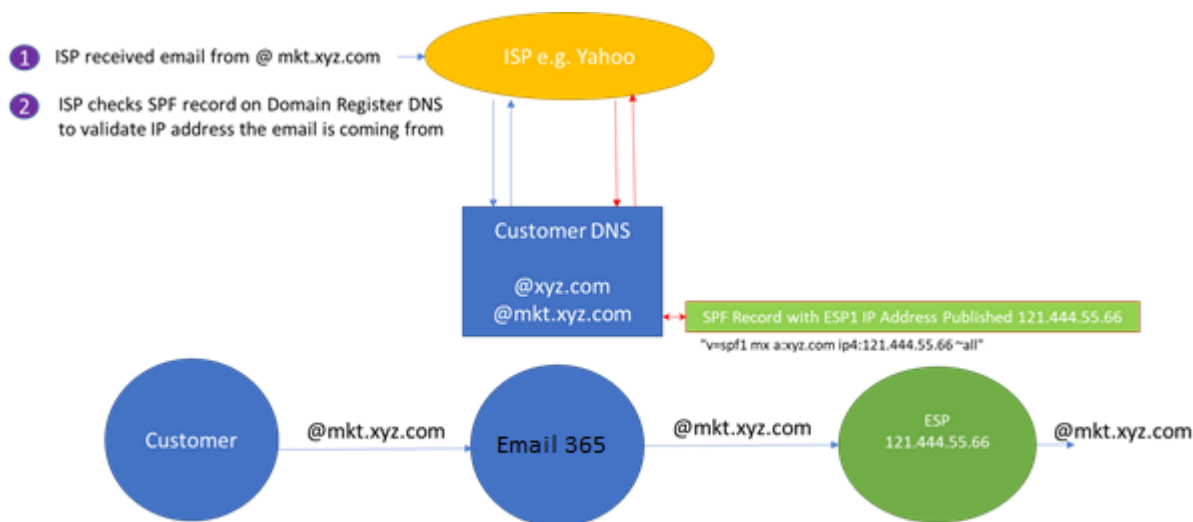 1 ISP received email from @ mkt.xyz.com
ISP e.g. Yahoo
2 ISP checks SPF record on Domain Register DNS
to validate IP address the email is coming from
Customer DNS
@xyz.com
@mkt.xyz.com
SPF Record with ESP1 IP Address Published 121.444.55.66
"v=spf1 mx a:xyz.com ip4:121.444.55.66 ~all"
Customer
@mkt.xyz.com
Email 365
@mkt.xyz.com
ESP
121.444.55.66
@mkt.xyz.com